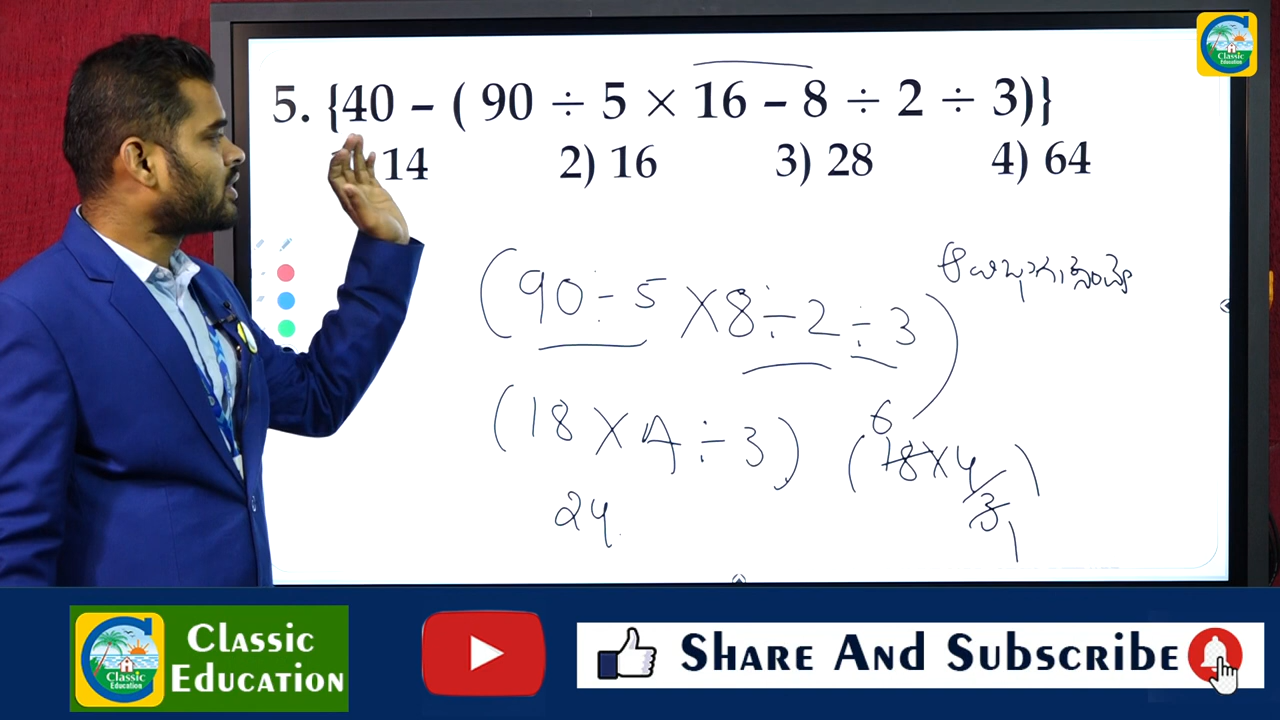 5. {40 – ( 90 ÷ 5 × 16 – 8 ÷ 2 ÷ 3)}
14 2) 16 3) 28 4) 64
(90 ÷ 5 × 8 ÷ 2 ÷ 3)
(18 × 4 ÷ 3)
6
(18 × 4/3)
1
24
Classic Education
Classic
Education
SHARE AND SUBSCRIBE